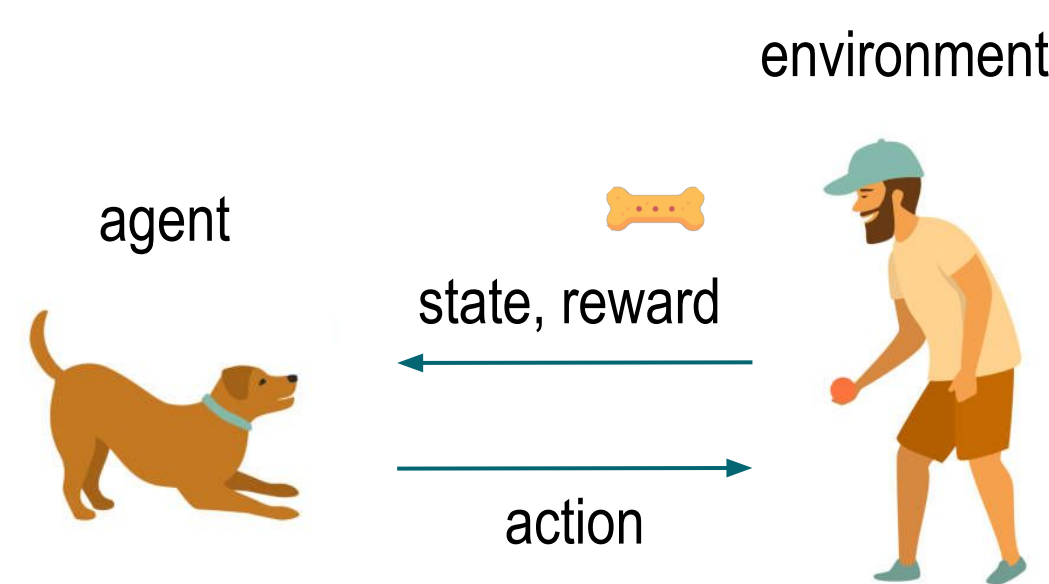 environment
agent
state, reward
action